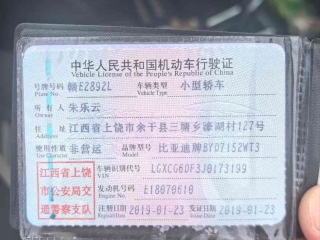 中华人民共和国机动车行驶证
Vehicle License of the People's Republic of China
号牌号码 赣E2892L 车辆类型 小型轿车
Plate No. Vehicle Type
所有人 朱乐云
Owner
住址 江西省上饶市余干县三塘乡濠湖村127号
Address
使用性质 非营运 品牌型号 比亚迪牌BYD7152WT3
Use Character Model
江西省上饶市公安局交通警察支队
车辆识别代号 LGXCG6DF3J0173199
VIN
发动机号码 E18070610
Engine No.
注册日期 2019-01-23 发证日期 2019-01-23
Register Date Issue Date